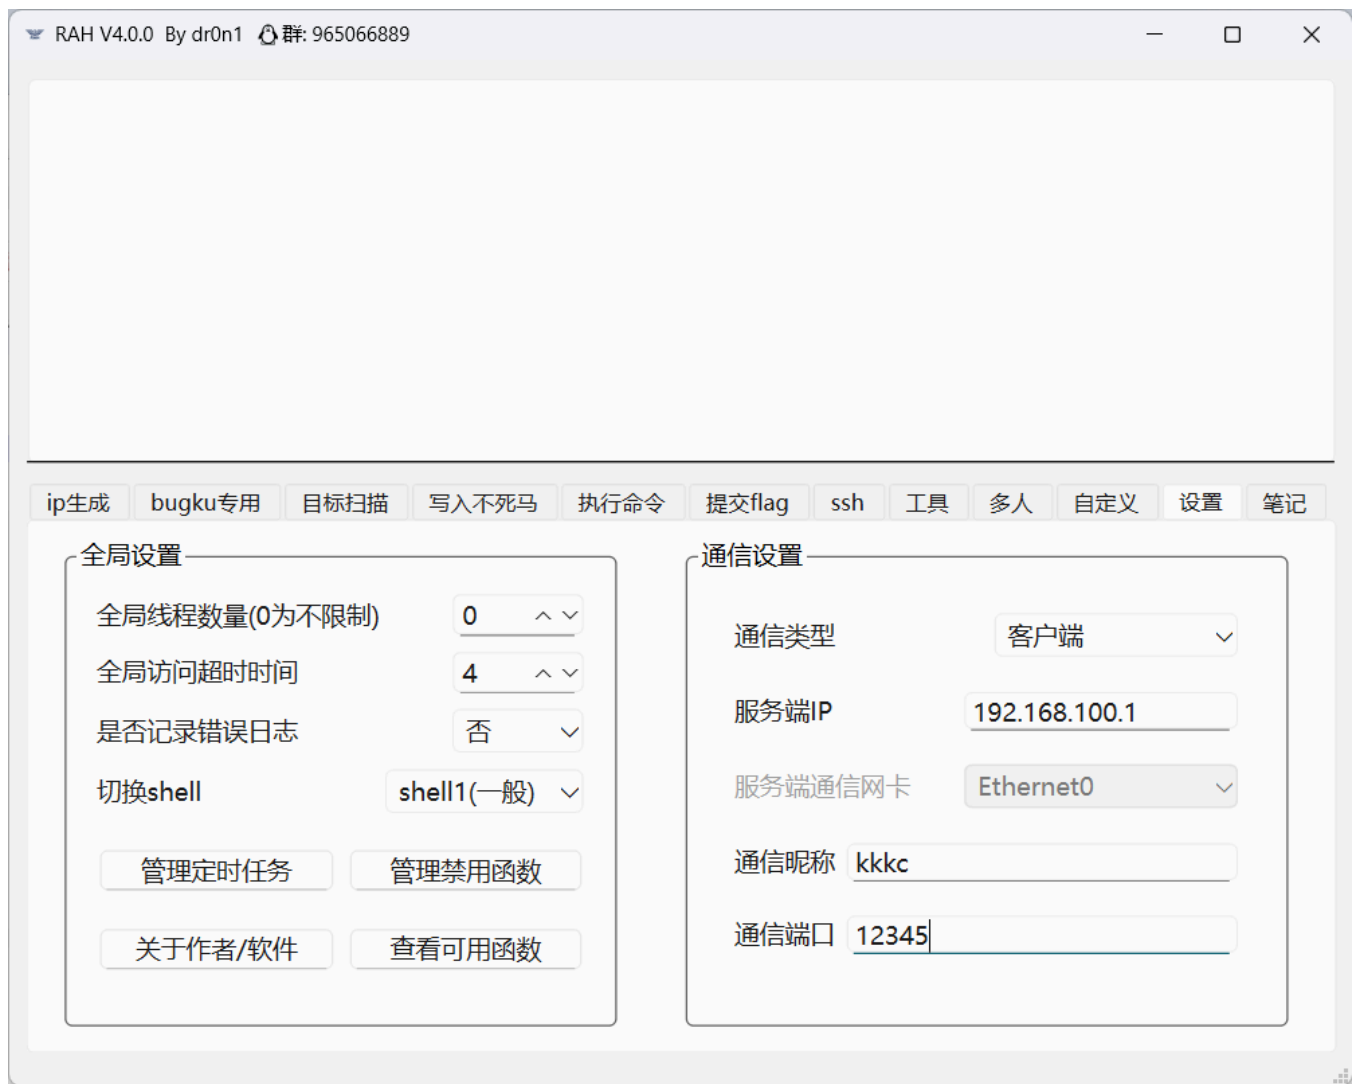 RAH V4.0.0 By dr0n1 群: 965066889
ip生成 bugku专用 目标扫描 写入不死马 执行命令 提交flag ssh 工具 多人 自定义 设置 笔记
全局设置
全局线程数量(0为不限制) 0
全局访问超时时间 4
是否记录错误日志 否
切换shell shell1(一般)
管理定时任务 管理禁用函数
关于作者/软件 查看可用函数
通信设置
通信类型 客户端
服务端IP 192.168.100.1
服务端通信网卡 Ethernet0
通信昵称 kkkc
通信端口 12345